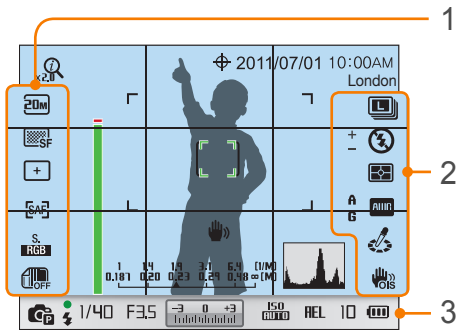 1
2011/07/01 10:00AM
London
x2.0
20M
L
SF
+
-
2
SAF
A
G
AWB
S.
RGB
OFF
OIS
1 1.4 1.9 3.1 6.4 (1/M)
0.181 0.20 0.23 0.29 0.48 ∞ (M)
P
1/40
F3.5
-3 0 +3
ISO
AUTO
AEL
10
3